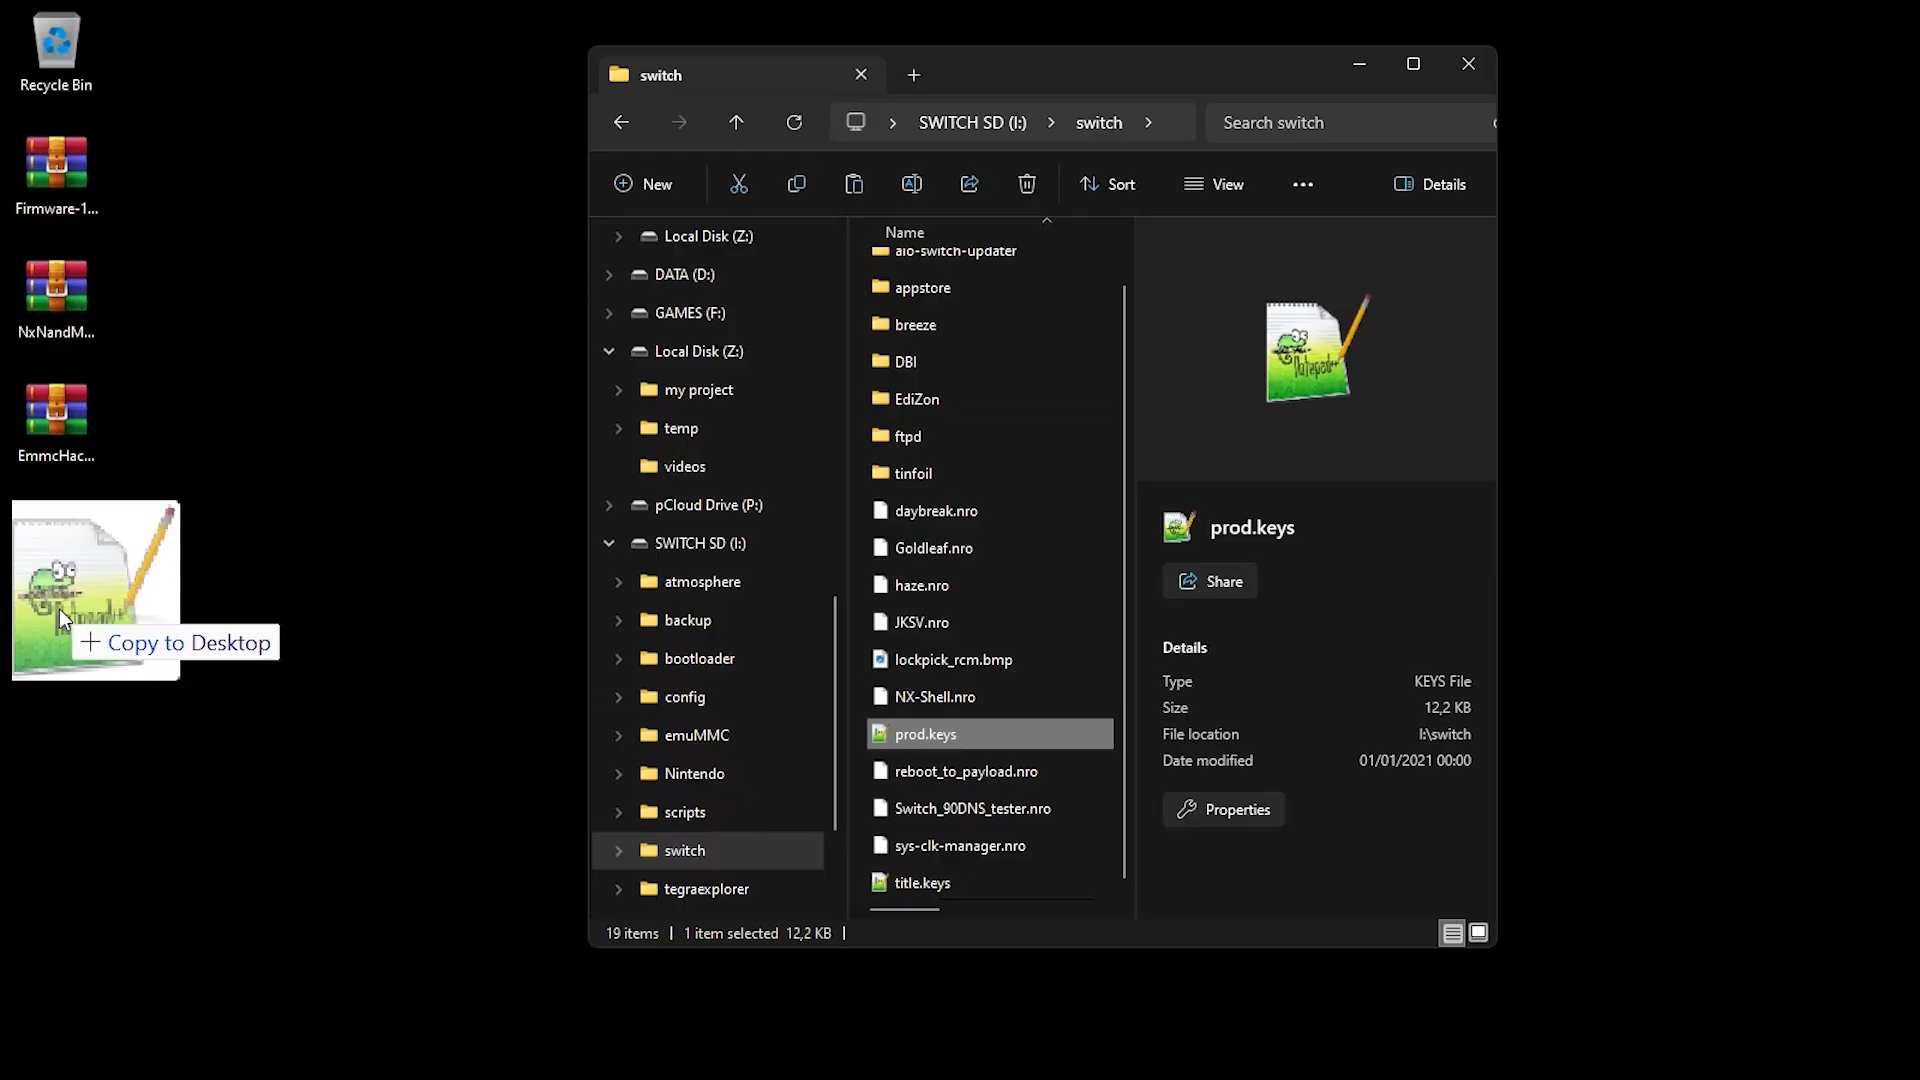 Recycle Bin
Firmware-1...
NxNandM...
EmmcHac...
Copy to Desktop
switch
SWITCH SD (I:)
switch
Search switch
New
Sort
View
Details
Local Disk (Z:)
DATA (D:)
GAMES (F:)
Local Disk (Z:)
my project
temp
videos
pCloud Drive (P:)
SWITCH SD (I:)
atmosphere
backup
bootloader
config
emuMMC
Nintendo
scripts
switch
tegraexplorer
Name
aio-switch-updater
appstore
breeze
DBI
EdiZon
ftpd
tinfoil
daybreak.nro
Goldleaf.nro
haze.nro
JKSV.nro
lockpick_rcm.bmp
NX-Shell.nro
prod.keys
reboot_to_payload.nro
Switch_90DNS_tester.nro
sys-clk-manager.nro
title.keys
Notepad++
prod.keys
Share
Details
Type KEYS File
Size 12,2 KB
File location I:\switch
Date modified 01/01/2021 00:00
Properties
19 items | 1 item selected 12,2 KB |